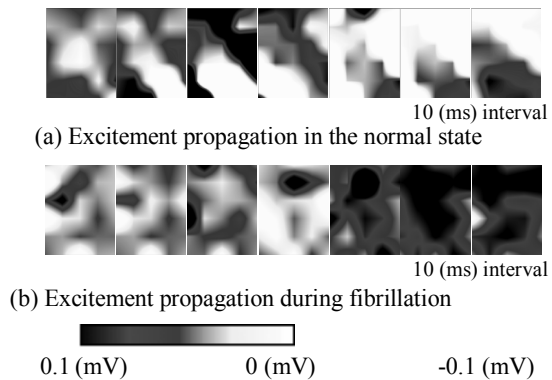 10 (ms) interval
(a) Excitement propagation in the normal state
10 (ms) interval
(b) Excitement propagation during fibrillation
0.1 (mV) 0 (mV) -0.1 (mV)